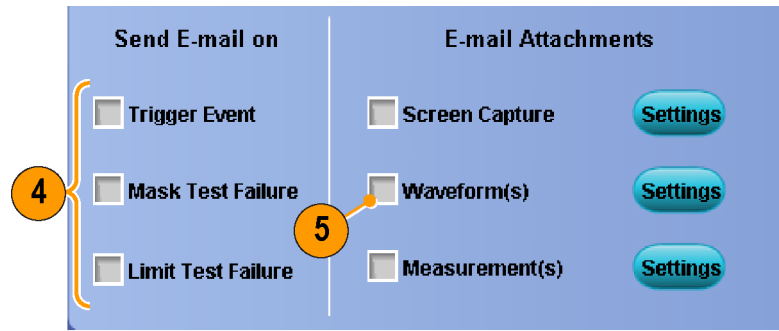 Send E-mail on
E-mail Attachments
Trigger Event
Screen Capture
Settings
4
Mask Test Failure
Waveform(s)
Settings
5
Limit Test Failure
Measurement(s)
Settings